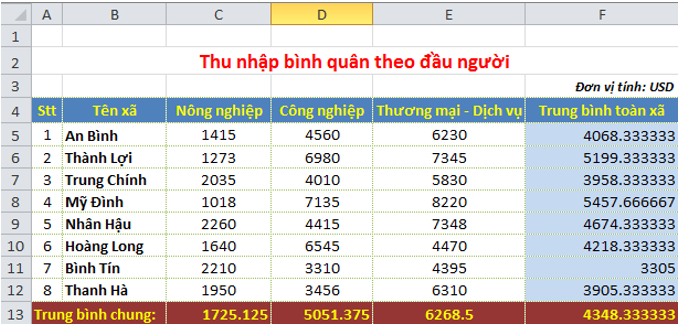 A B C D E F
1
2 Thu nhập bình quân theo đầu người
3 Đơn vị tính: USD
4 Stt Tên xã Nông nghiệp Công nghiệp Thương mại - Dịch vụ Trung bình toàn xã
5 1 An Bình 1415 4560 6230 4068.333333
6 2 Thành Lợi 1273 6980 7345 5199.333333
7 3 Trung Chính 2035 4010 5830 3958.333333
8 4 Mỹ Đình 1018 7135 8220 5457.666667
9 5 Nhân Hậu 2260 4415 7348 4674.333333
10 6 Hoàng Long 1640 6545 4470 4218.333333
11 7 Bình Tín 2210 3310 4395 3305
12 8 Thanh Hà 1950 3456 6310 3905.333333
13 Trung bình chung: 1725.125 5051.375 6268.5 4348.333333